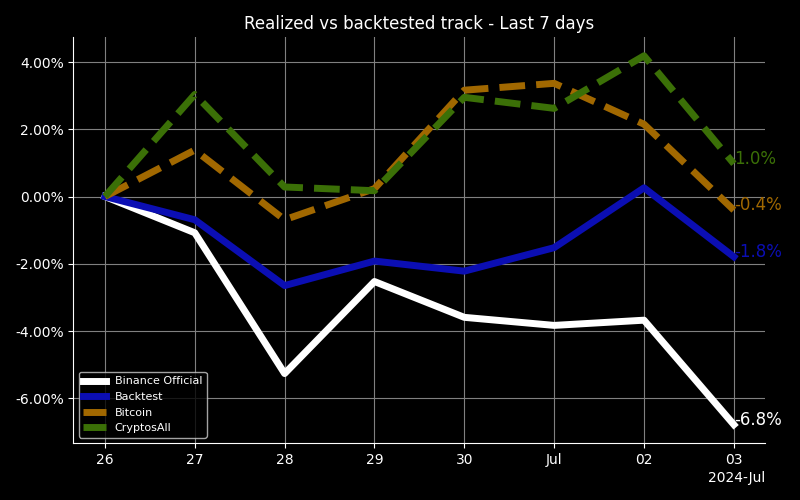 Realized vs backtested track - Last 7 days
4.00%
2.00%
0.00%
-2.00%
-4.00%
-6.00%
1.0%
-0.4%
-1.8%
-6.8%
Binance Official
Backtest
Bitcoin
CryptosAll
26 27 28 29 30 Jul 02 03
2024-Jul